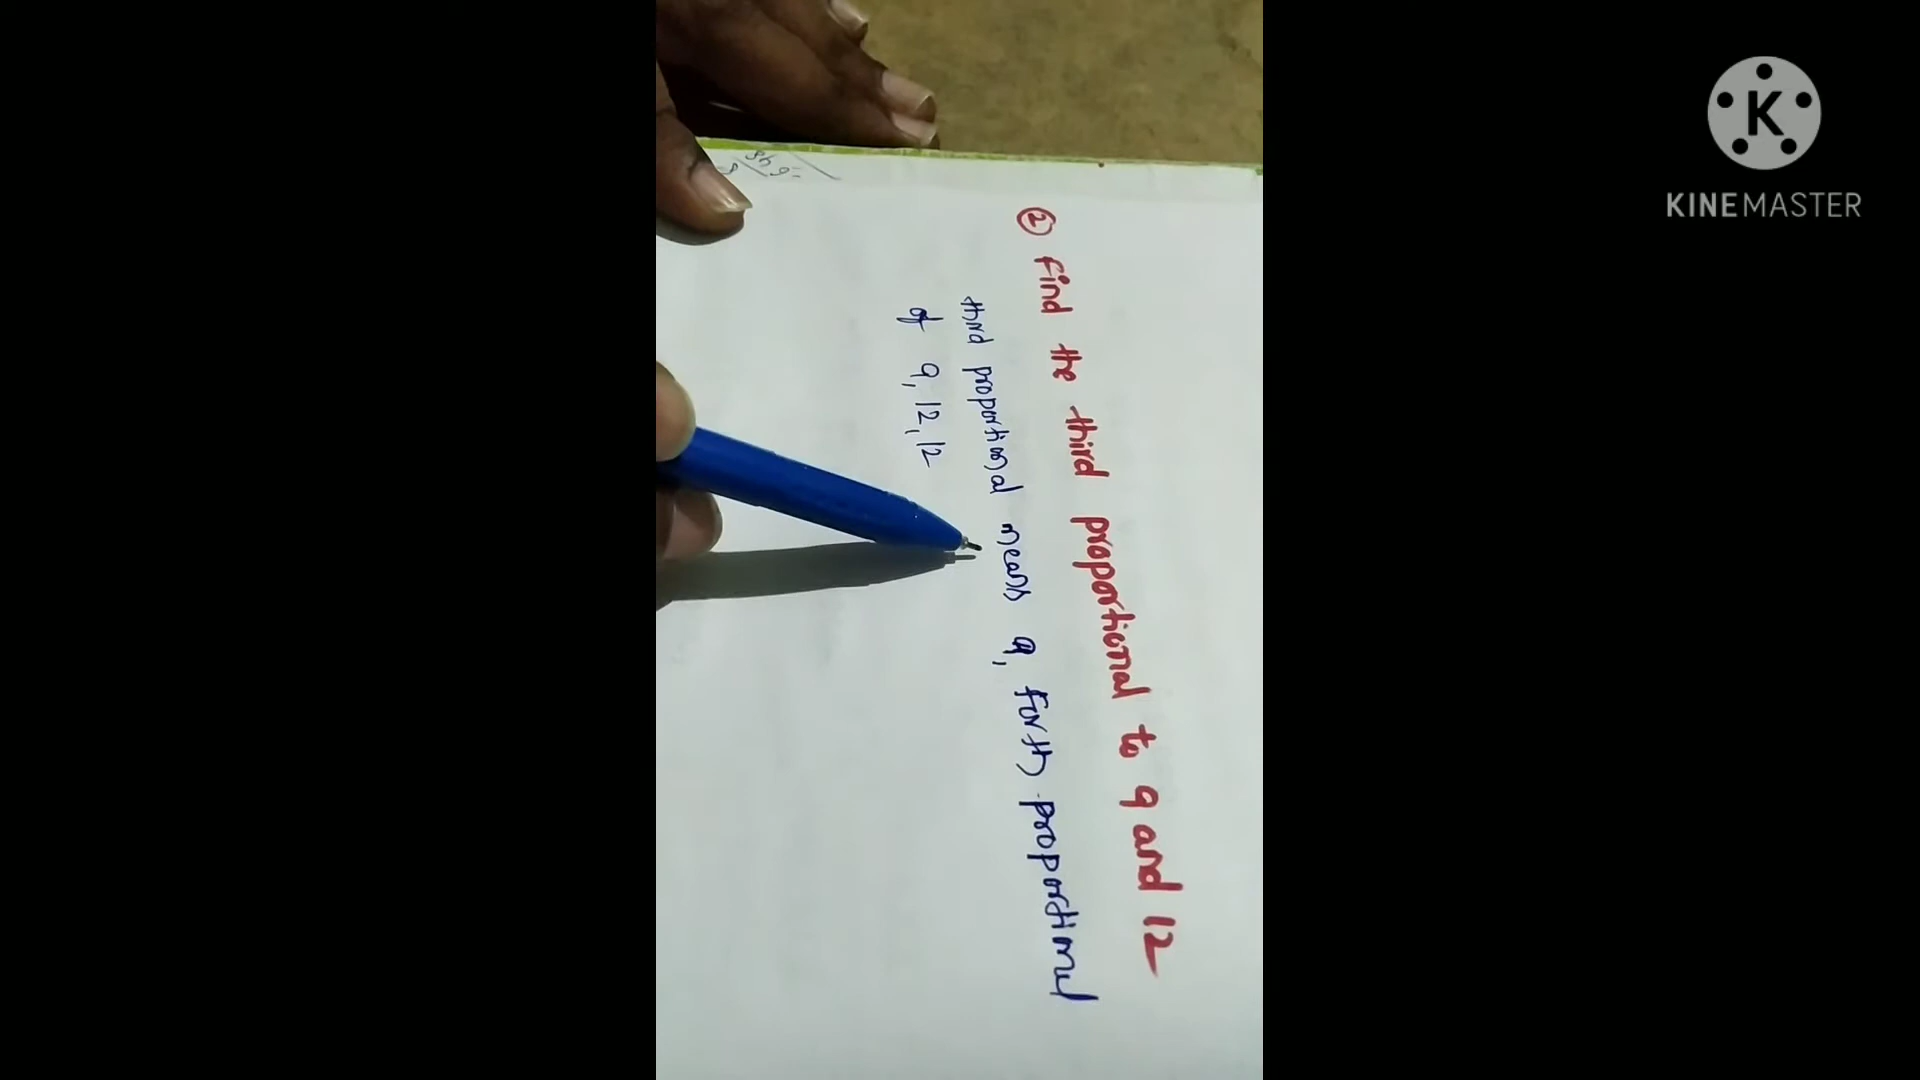 ② Find the third proportional to 9 and 12
third proportional means 9, forth proportional
of 9, 12, 12
KINEMASTER